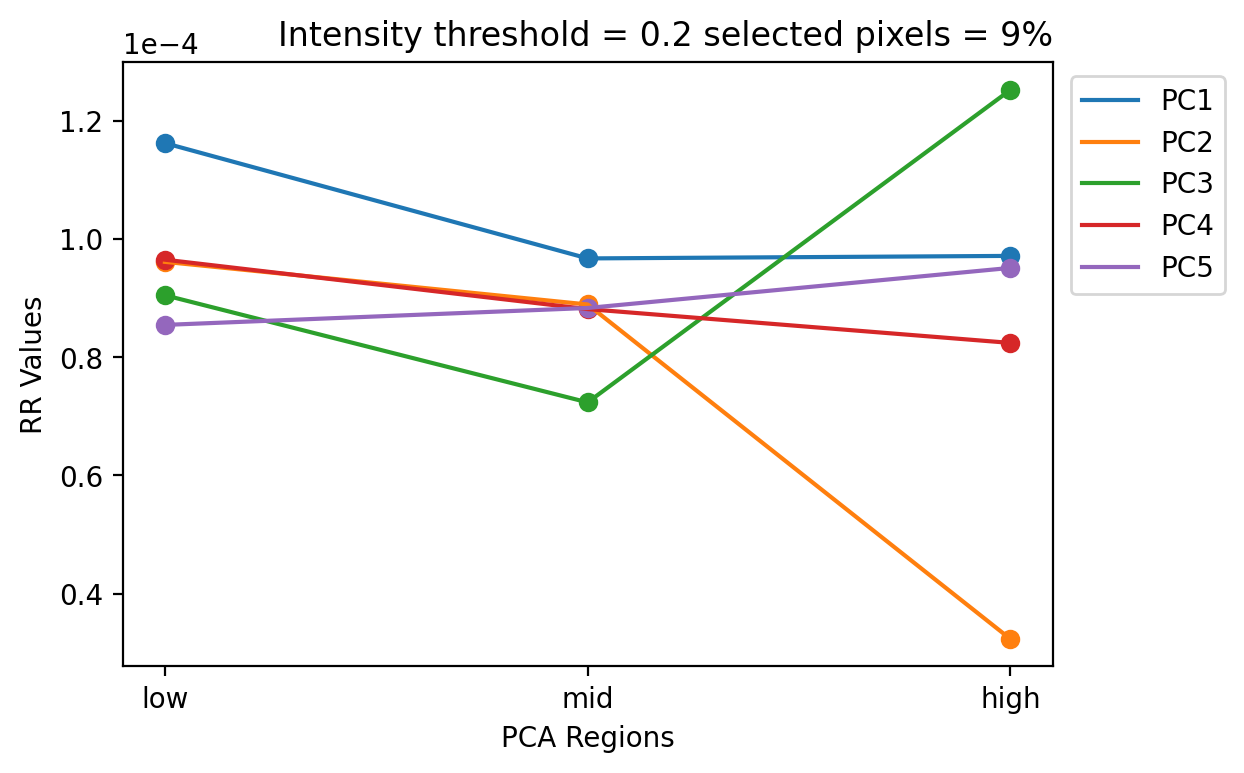 Intensity threshold = 0.2 selected pixels = 9%
1e−4
1.2
1.0
0.8
0.6
0.4
RR Values
low
mid
high
PCA Regions
PC1
PC2
PC3
PC4
PC5